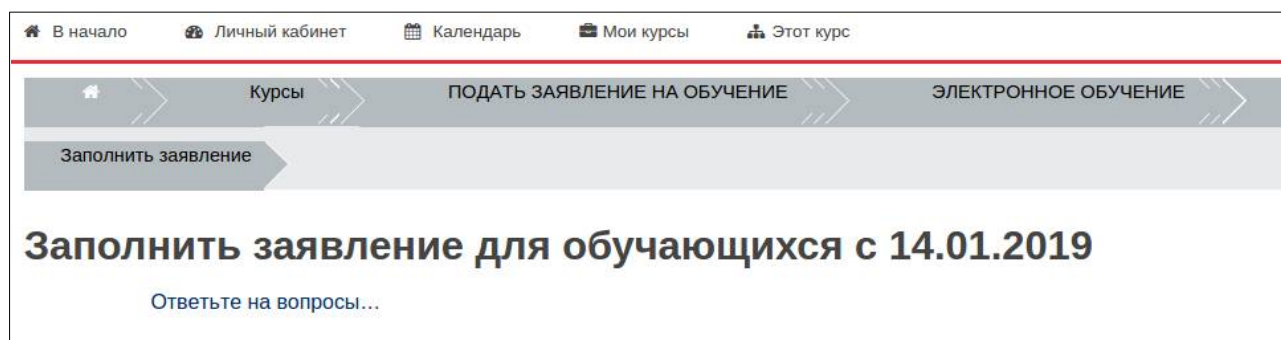 В начало Личный кабинет Календарь Мои курсы Этот курс
Курсы ПОДАТЬ ЗАЯВЛЕНИЕ НА ОБУЧЕНИЕ ЭЛЕКТРОННОЕ ОБУЧЕНИЕ
Заполнить заявление
Заполнить заявление для обучающихся с 14.01.2019
Ответьте на вопросы…